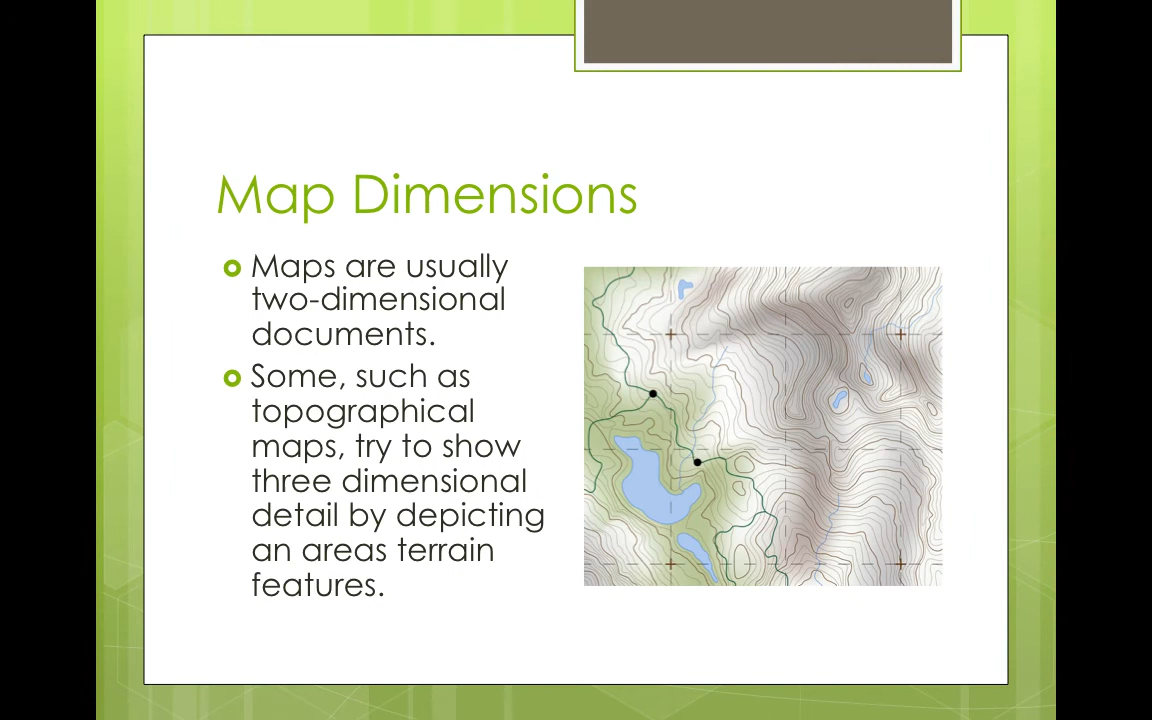 Map Dimensions
Maps are usually
two-dimensional
documents.
Some, such as
topographical
maps, try to show
three dimensional
detail by depicting
an areas terrain
features.